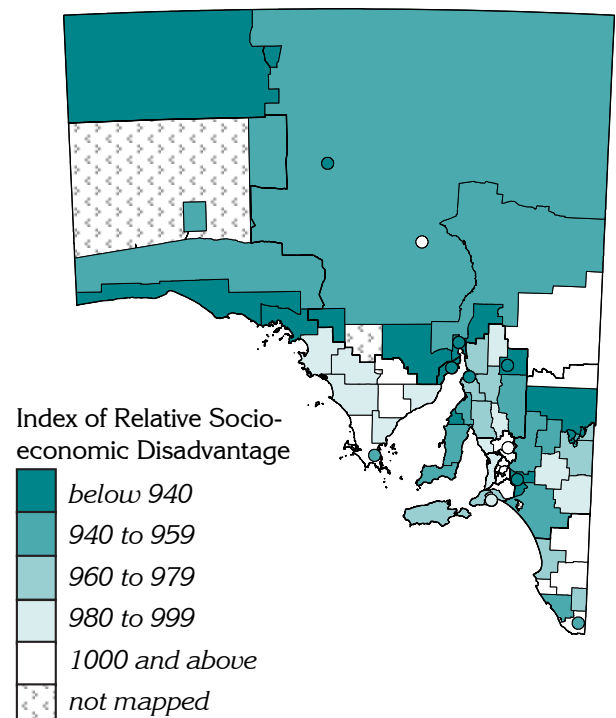 Index of Relative Socio-
economic Disadvantage
below 940
940 to 959
960 to 979
980 to 999
1000 and above
not mapped